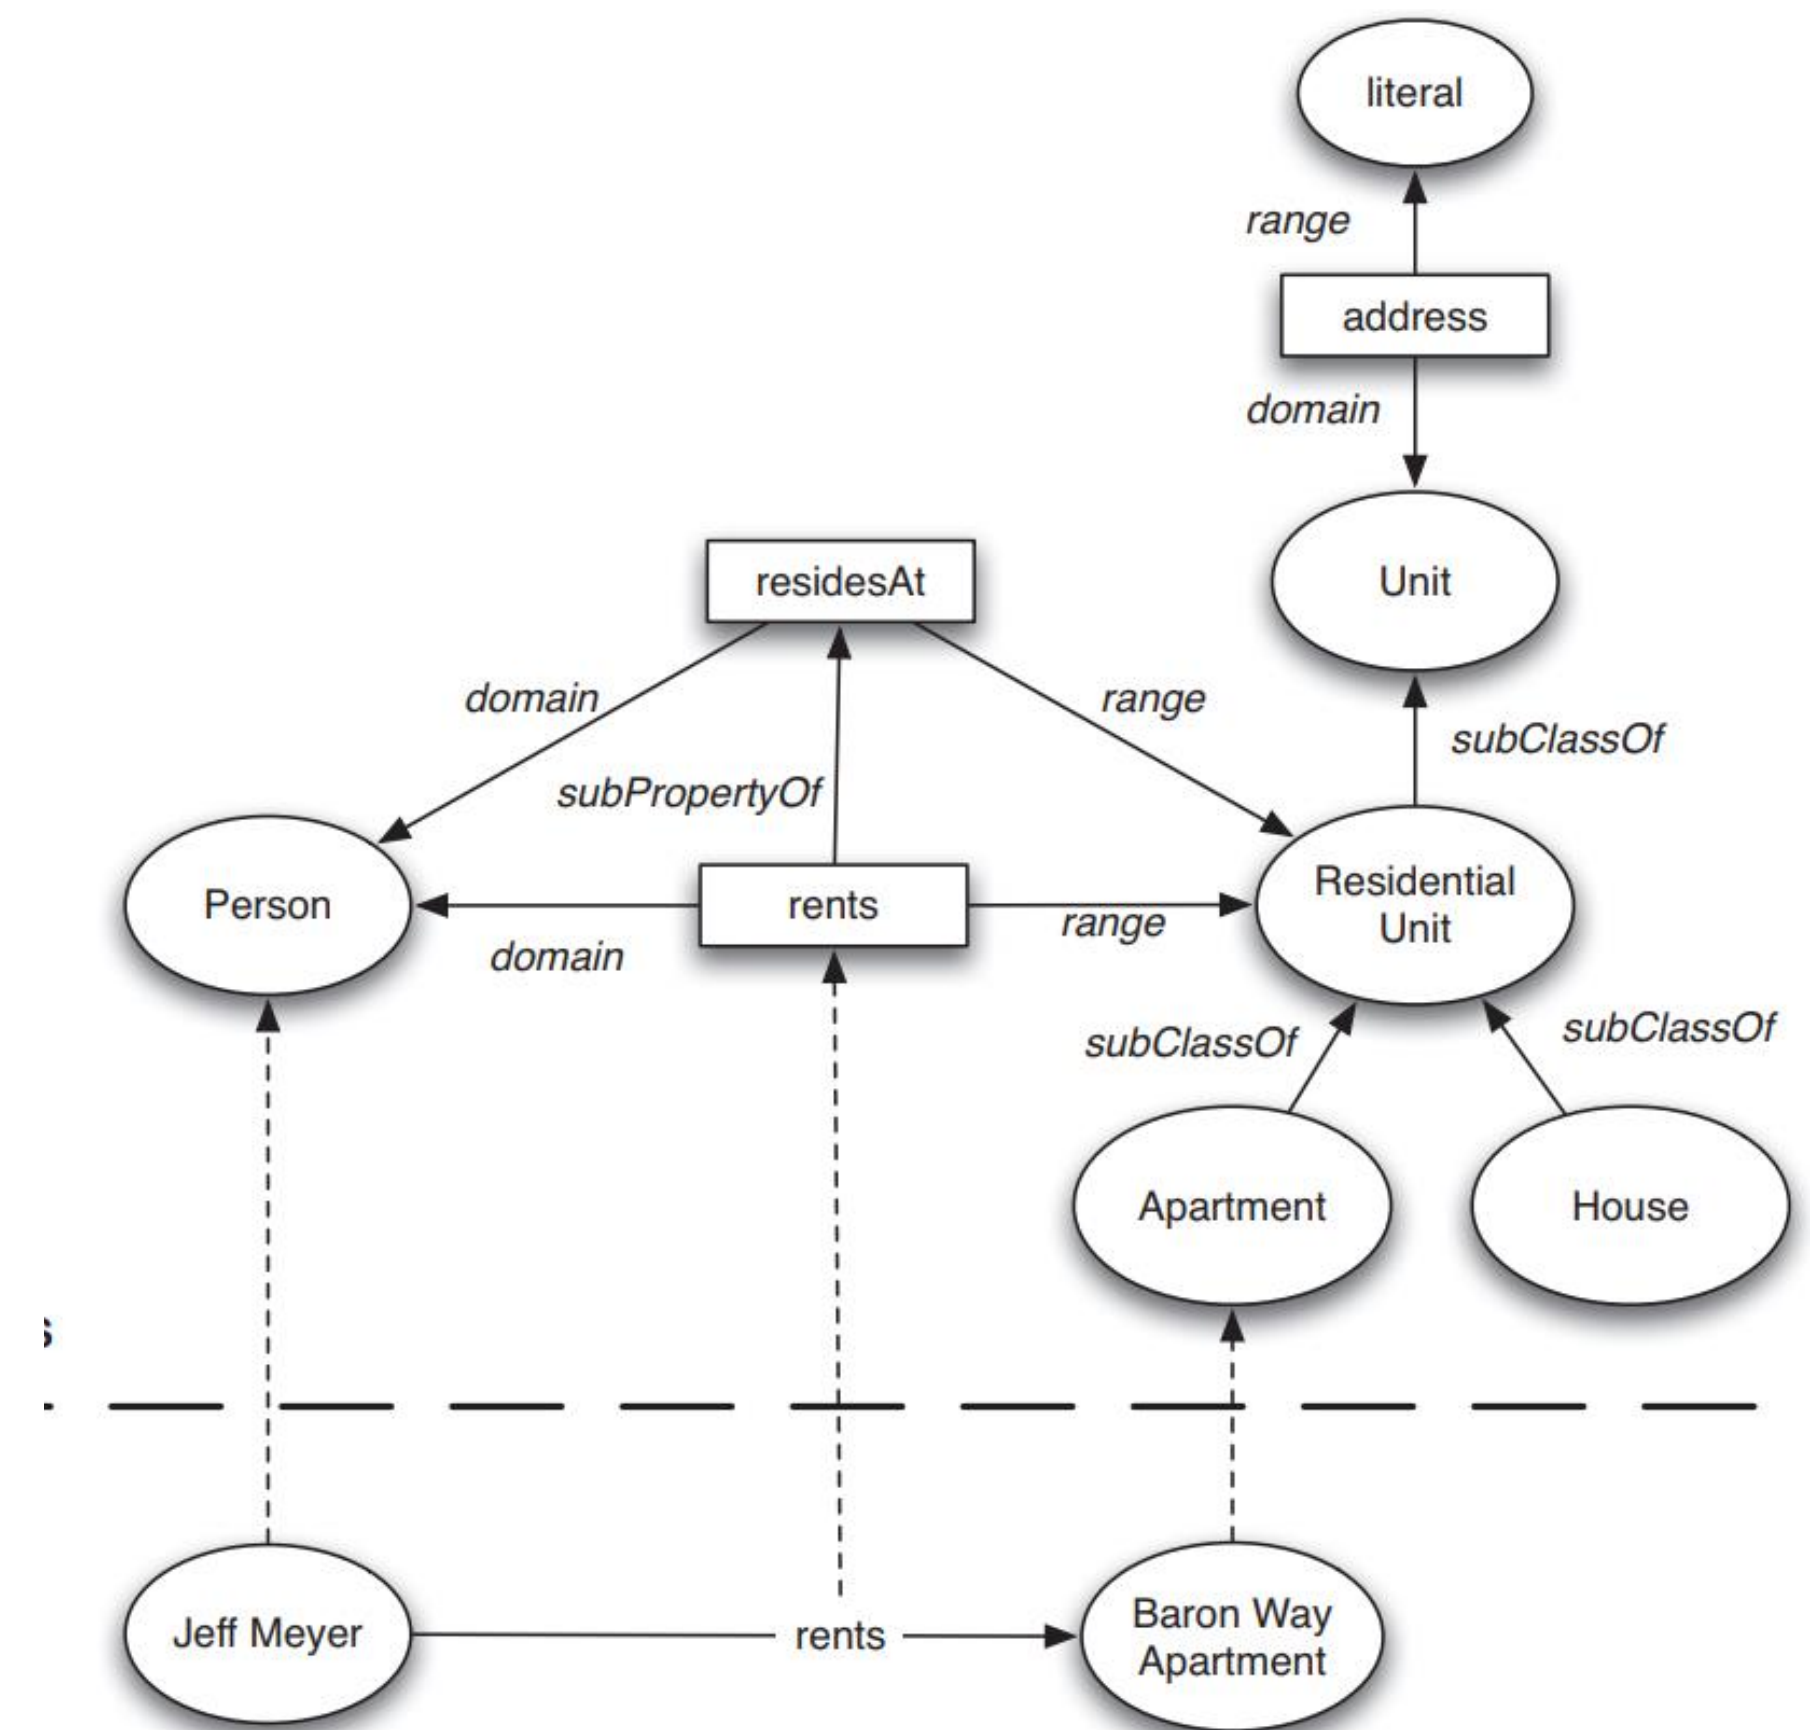 literal
range
address
domain
residesAt
Unit
domain
range
subClassOf
subPropertyOf
Person
rents
Residential
Unit
range
domain
subClassOf
subClassOf
Apartment
House
s
Jeff Meyer
rents
Baron Way
Apartment